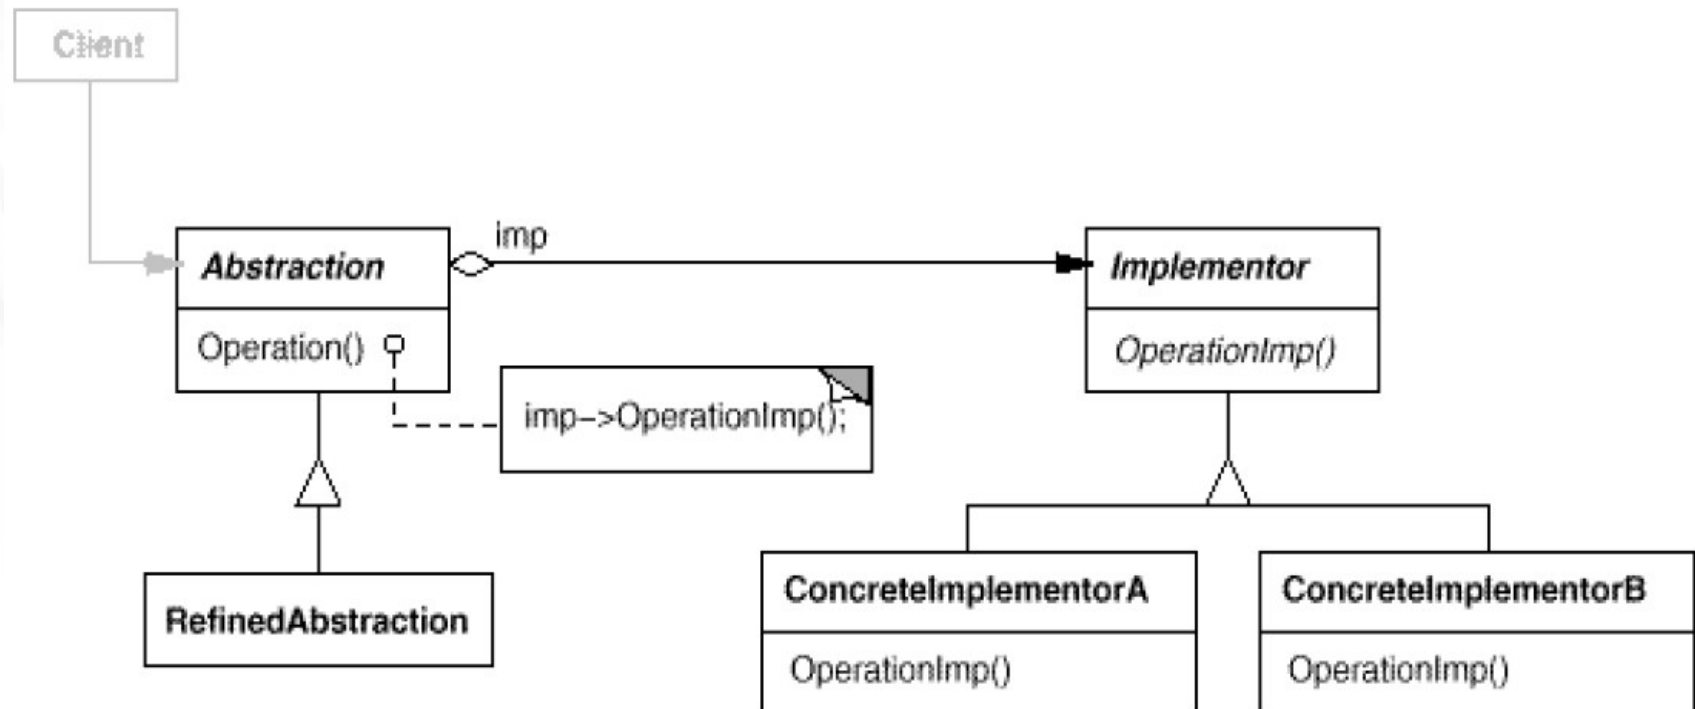 Client
imp
Abstraction
Implementor
Operation()
OperationImp()
imp->OperationImp();
RefinedAbstraction
ConcreteImplementorA
ConcreteImplementorB
OperationImp()
OperationImp()